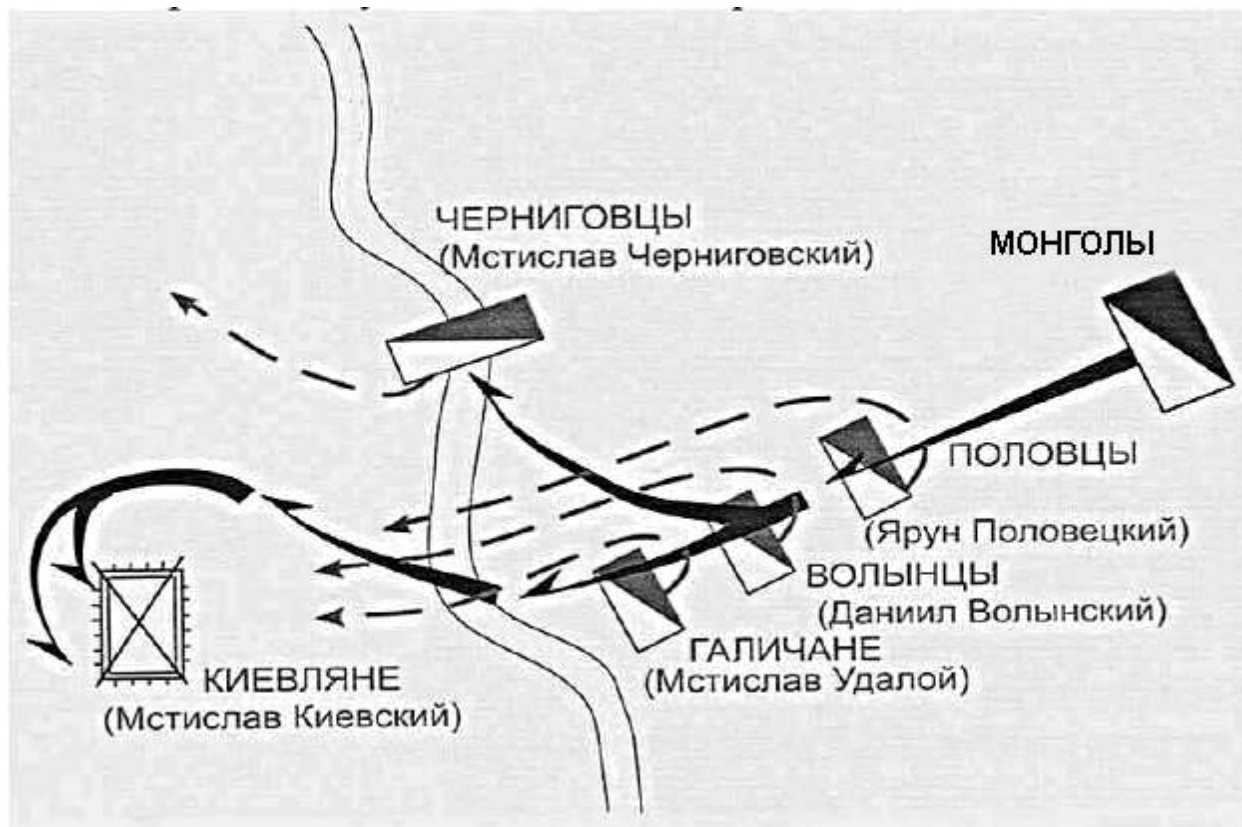 ЧЕРНИГОВЦЫ
(Мстислав Черниговский)
МОНГОЛЫ
ПОЛОВЦЫ
(Ярун Половецкий)
ВОЛЫНЦЫ
(Даниил Волынский)
ГАЛИЧАНЕ
(Мстислав Удалой)
КИЕВЛЯНЕ
(Мстислав Киевский)